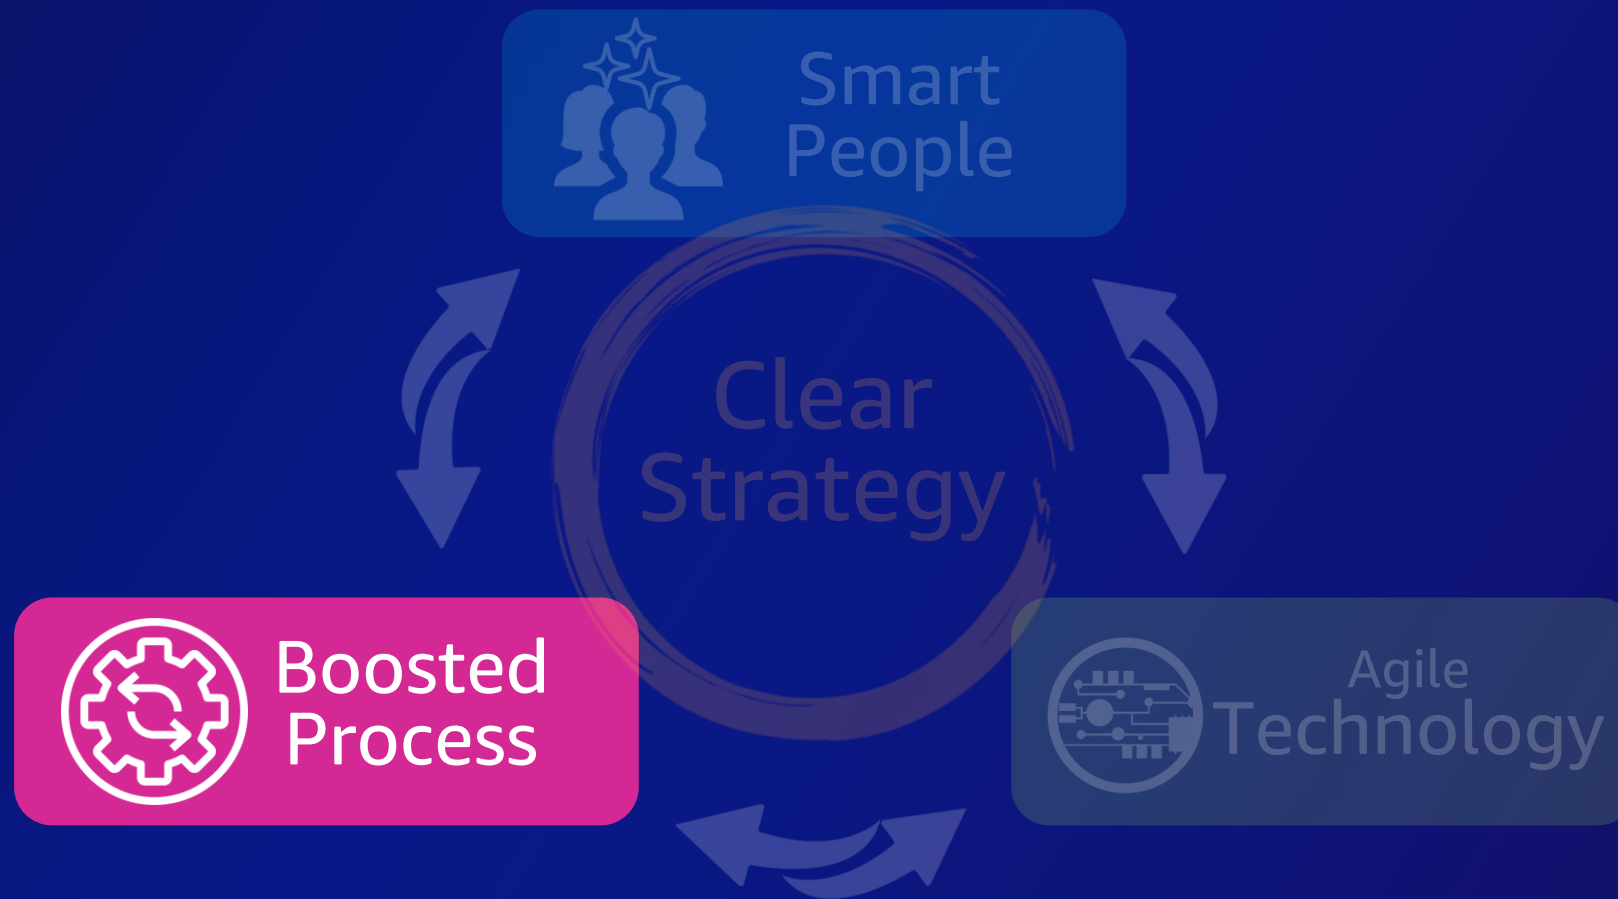 Smart
People
Clear
Strategy
Boosted
Process
Agile
Technology